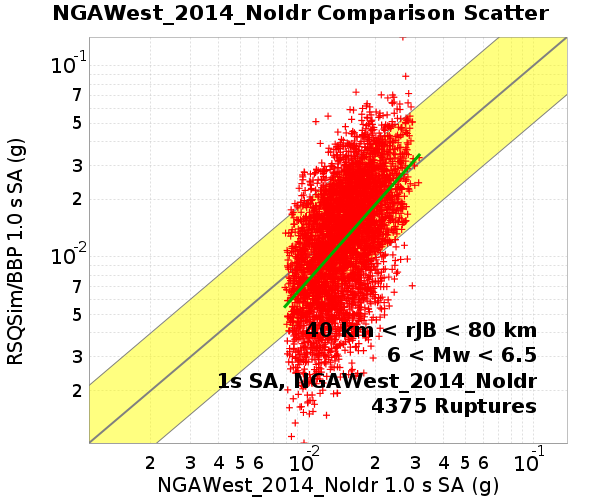 NGAWest_2014_NoIdr Comparison Scatter
10-1
7
5
3
2
10-2
7
5
3
2
RSQSim/BBP 1.0 s SA (g)
40 km < rJB < 80 km
6 < Mw < 6.5
1s SA, NGAWest_2014_NoIdr
4375 Ruptures
2 3 4 5 6 10-2 2 3 4 5 6 10-1
NGAWest_2014_NoIdr 1.0 s SA (g)